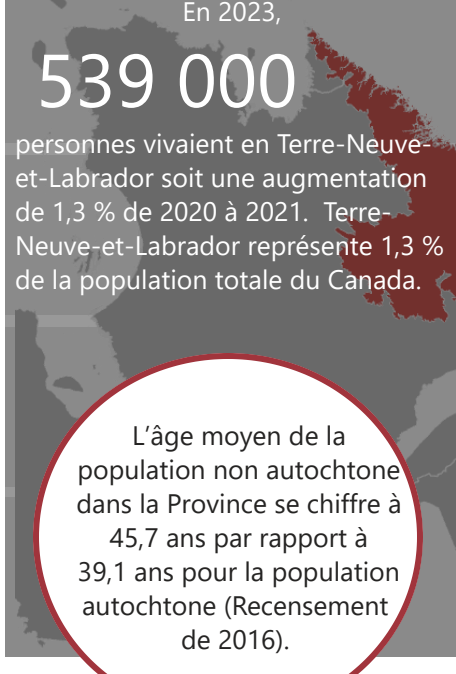 En 2023,
539 000
personnes vivaient en Terre-Neuve-
et-Labrador soit une augmentation
de 1,3 % de 2020 à 2021.  Terre-
Neuve-et-Labrador représente 1,3 %
de la population totale du Canada.
L’âge moyen de la
population non autochtone
dans la Province se chiffre à
45,7 ans par rapport à
39,1 ans pour la population
autochtone (Recensement
de 2016).